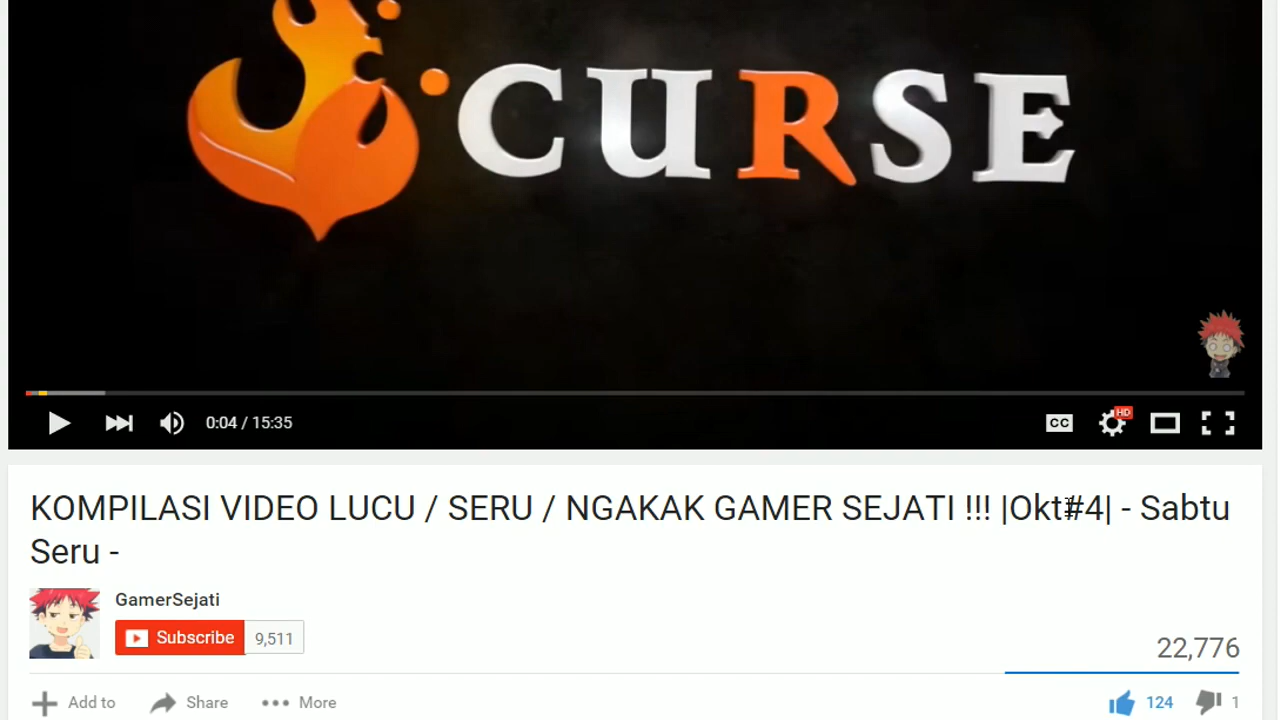 CURSE
0:04 / 15:35
CC
HD
KOMPILASI VIDEO LUCU / SERU / NGAKAK GAMER SEJATI !!! |Okt#4| - Sabtu
Seru -
GamerSejati
Subscribe 9,511
22,776
Add to Share More 124 1